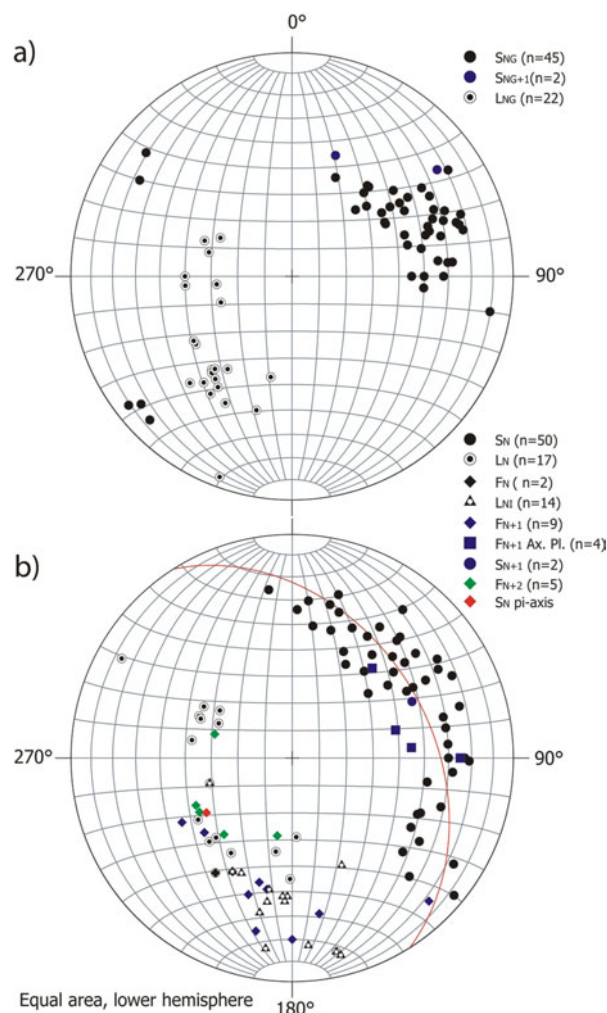 0°
a)
SNG (n=45)
SNG+1(n=2)
LNG (n=22)
270°
90°
SN (n=50)
LN (n=17)
FN ( n=2)
LNI (n=14)
FN+1 (n=9)
FN+1 Ax. Pl. (n=4)
SN+1 (n=2)
FN+2 (n=5)
SN pi-axis
b)
270°
90°
Equal area, lower hemisphere
180°